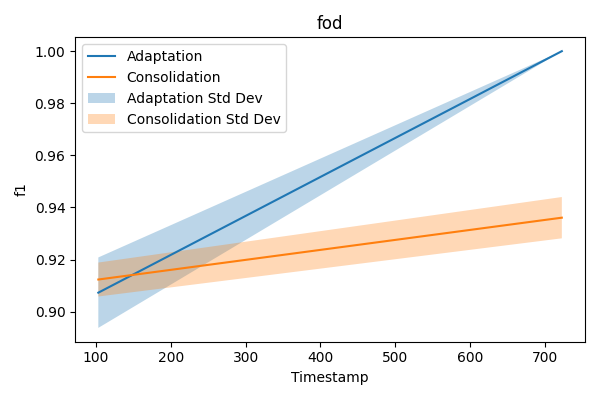 fod
Adaptation
Consolidation
Adaptation Std Dev
Consolidation Std Dev
f1
1.00
0.98
0.96
0.94
0.92
0.90
100 200 300 400 500 600 700
Timestamp